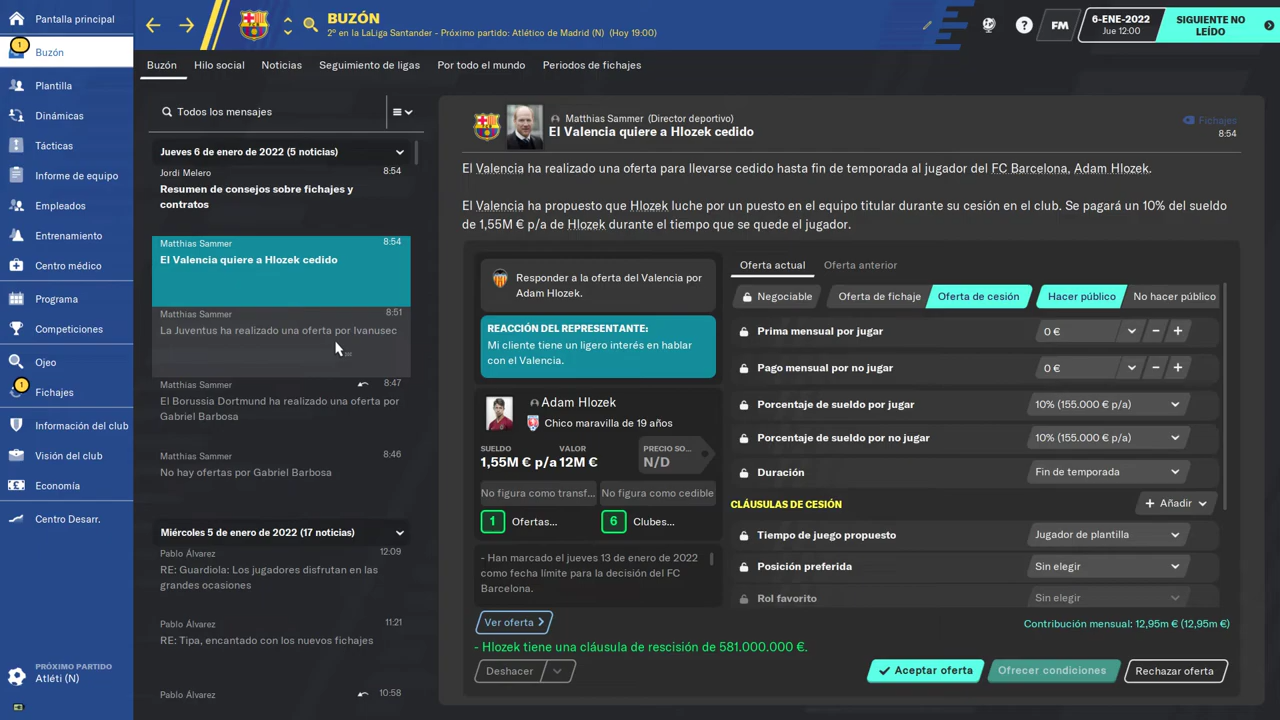 Pantalla principal
BUZÓN
2º en la LaLiga Santander - Próximo partido: Atlético de Madrid (N) (Hoy 19:00)
FM
6-ENE-2022
Jue 12:00
SIGUIENTE NO
LEÍDO
1
Buzón
Plantilla
Dinámicas
Tácticas
Informe de equipo
Empleados
Entrenamiento
Centro médico
Programa
Competiciones
Ojeo
1
Fichajes
Información del club
Visión del club
Economía
Centro Desarr.
PRÓXIMO PARTIDO
Atléti (N)
Buzón
Hilo social
Noticias
Seguimiento de ligas
Por todo el mundo
Periodos de fichajes
Todos los mensajes
Jueves 6 de enero de 2022 (5 noticias)
Jordi Melero 8:54
Resumen de consejos sobre fichajes y
contratos
Matthias Sammer 8:54
El Valencia quiere a Hlozek cedido
Matthias Sammer 8:51
La Juventus ha realizado una oferta por Ivanusec
Matthias Sammer 8:47
El Borussia Dortmund ha realizado una oferta por
Gabriel Barbosa
Matthias Sammer 8:46
No hay ofertas por Gabriel Barbosa
Miércoles 5 de enero de 2022 (17 noticias)
Pablo Álvarez 12:09
RE: Guardiola: Los jugadores disfrutan en las
grandes ocasiones
Pablo Álvarez 11:21
RE: Tipa, encantado con los nuevos fichajes
Pablo Álvarez 10:58
Matthias Sammer (Director deportivo)
El Valencia quiere a Hlozek cedido
Fichajes
8:54
El Valencia ha realizado una oferta para llevarse cedido hasta fin de temporada al jugador del FC Barcelona, Adam Hlozek.
El Valencia ha propuesto que Hlozek luche por un puesto en el equipo titular durante su cesión en el club. Se pagará un 10% del sueldo
de 1,55M € p/a de Hlozek durante el tiempo que se quede el jugador.
Responder a la oferta del Valencia por
Adam Hlozek.
REACCIÓN DEL REPRESENTANTE:
Mi cliente tiene un ligero interés en hablar
con el Valencia.
Adam Hlozek
Chico maravilla de 19 años
SUELDO VALOR PRECIO SO...
1,55M € p/a 12M € N/D
No figura como transf... No figura como cedible
1 Ofertas... 6 Clubes...
- Han marcado el jueves 13 de enero de 2022
como fecha límite para la decisión del FC
Barcelona.
Ver oferta
- Hlozek tiene una cláusula de rescisión de 581.000.000 €.
Deshacer
Oferta actual Oferta anterior
Negociable Oferta de fichaje Oferta de cesión Hacer público No hacer público
Prima mensual por jugar 0 €
Pago mensual por no jugar 0 €
Porcentaje de sueldo por jugar 10% (155.000 € p/a)
Porcentaje de sueldo por no jugar 10% (155.000 € p/a)
Duración Fin de temporada
CLÁUSULAS DE CESIÓN Añadir
Tiempo de juego propuesto Jugador de plantilla
Posición preferida Sin elegir
Rol favorito Sin elegir
Contribución mensual: 12,95m € (12,95m €)
Aceptar oferta Ofrecer condiciones Rechazar oferta